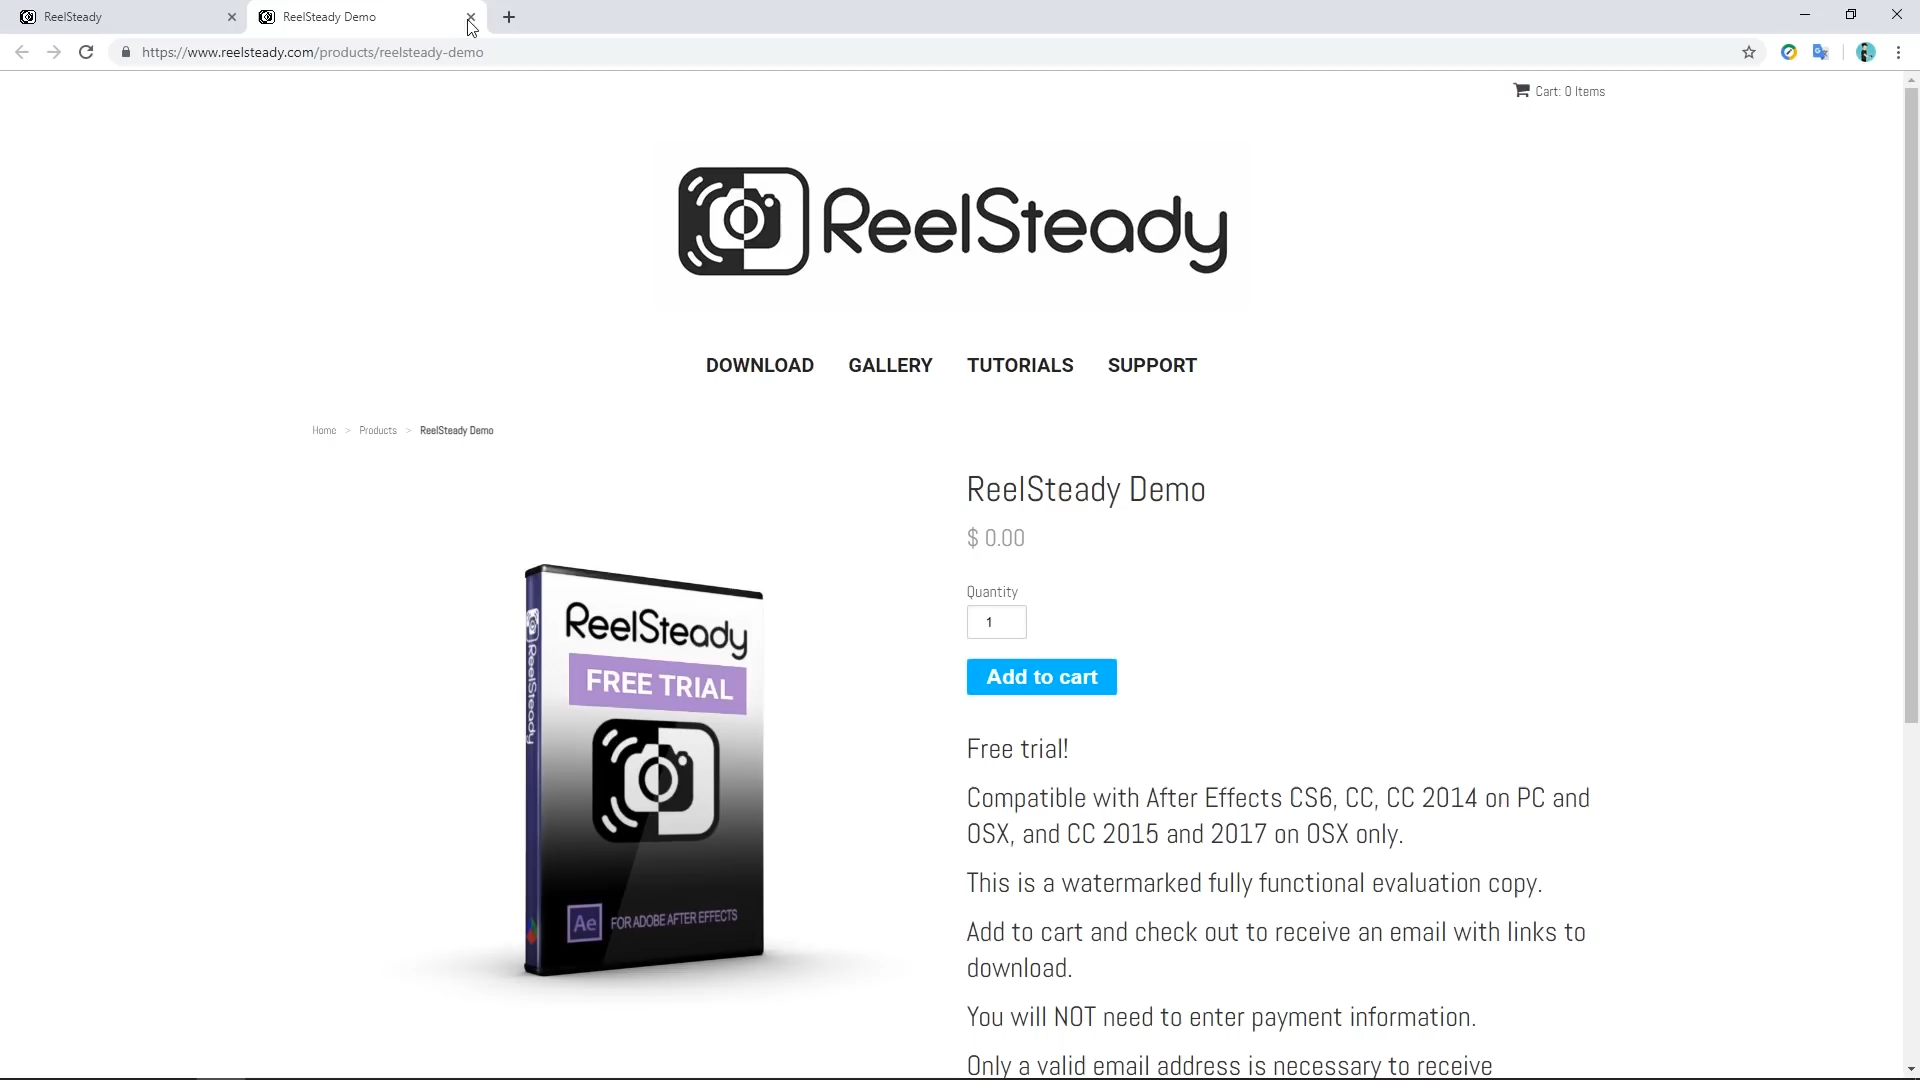 ReelSteady
ReelSteady Demo
https://www.reelsteady.com/products/reelsteady-demo
Cart: 0 Items
ReelSteady
DOWNLOAD GALLERY TUTORIALS SUPPORT
Home > Products > ReelSteady Demo
ReelSteady Demo
$ 0.00
Quantity
1
Add to cart
ReelSteady
ReelSteady
FREE TRIAL
Ae FOR ADOBE AFTER EFFECTS
Free trial!
Compatible with After Effects CS6, CC, CC 2014 on PC and
OSX, and CC 2015 and 2017 on OSX only.
This is a watermarked fully functional evaluation copy.
Add to cart and check out to receive an email with links to
download.
You will NOT need to enter payment information.
Only a valid email address is necessary to receive